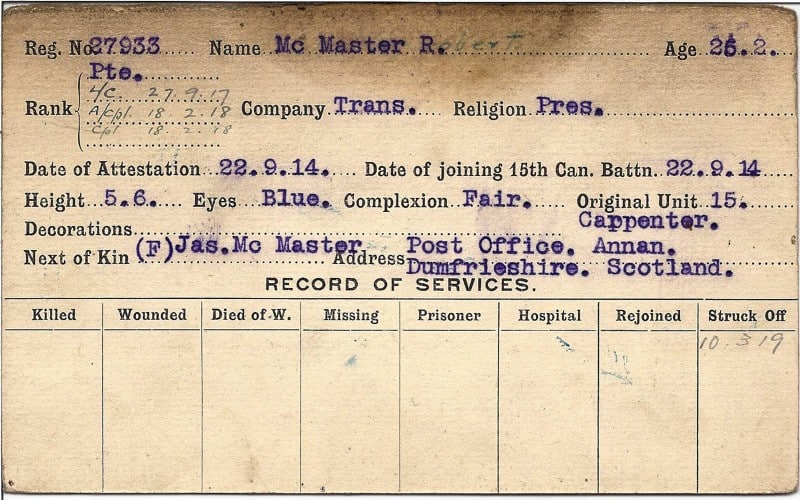 Reg. No. 27933 Name Mc Master R. obert Age 26.2.
Pte.
L/C. 27.9.17
Rank A/Cpl 18 2.18 Company Trans. Religion Pres.
Cpl 18.2.18
Date of Attestation 22.9.14. Date of joining 15th Can. Battn. 22.9.14
Height 5.6. Eyes Blue. Complexion Fair. Original Unit 15.
Decorations Carpenter.
Next of Kin (F) Jas. Mc Master Address Post Office. Annan.
Dumfrieshire. Scotland.
RECORD OF SERVICES.
Killed Wounded Died of W. Missing Prisoner Hospital Rejoined Struck Off
10 3 19